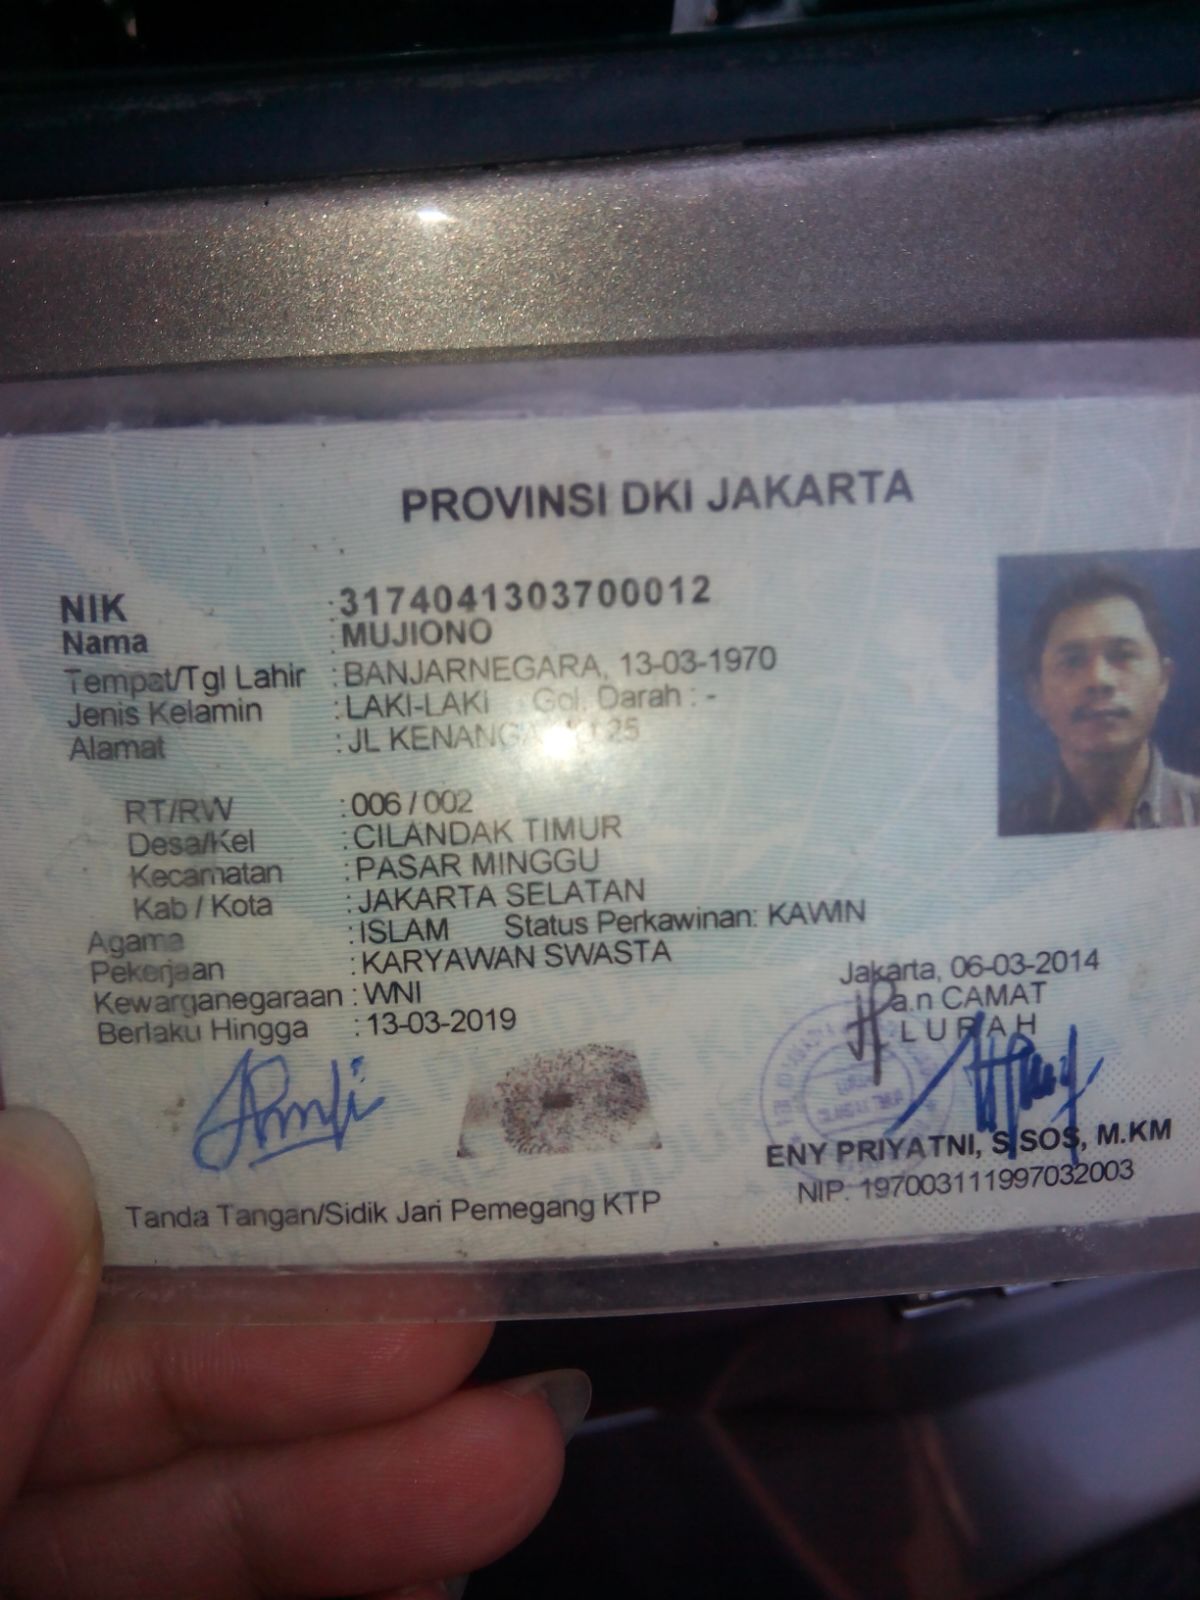 PROVINSI DKI JAKARTA
NIK : 3174041303700012
Nama : MUJIONO
Tempat/Tgl Lahir : BANJARNEGARA, 13-03-1970
Jenis Kelamin : LAKI-LAKI Gol. Darah : -
Alamat : JL KENANGA 25
RT/RW : 006 / 002
Desa/Kel : CILANDAK TIMUR
Kecamatan : PASAR MINGGU
Kab / Kota : JAKARTA SELATAN
Agama : ISLAM Status Perkawinan: KAWIN
Pekerjaan : KARYAWAN SWASTA
Kewarganegaraan : WNI
Berlaku Hingga : 13-03-2019
Jakarta, 06-03-2014
a.n CAMAT
LURAH
ENY PRIYATNI, S.SOS, M.KM
NIP. 197003111997032003
Tanda Tangan/Sidik Jari Pemegang KTP